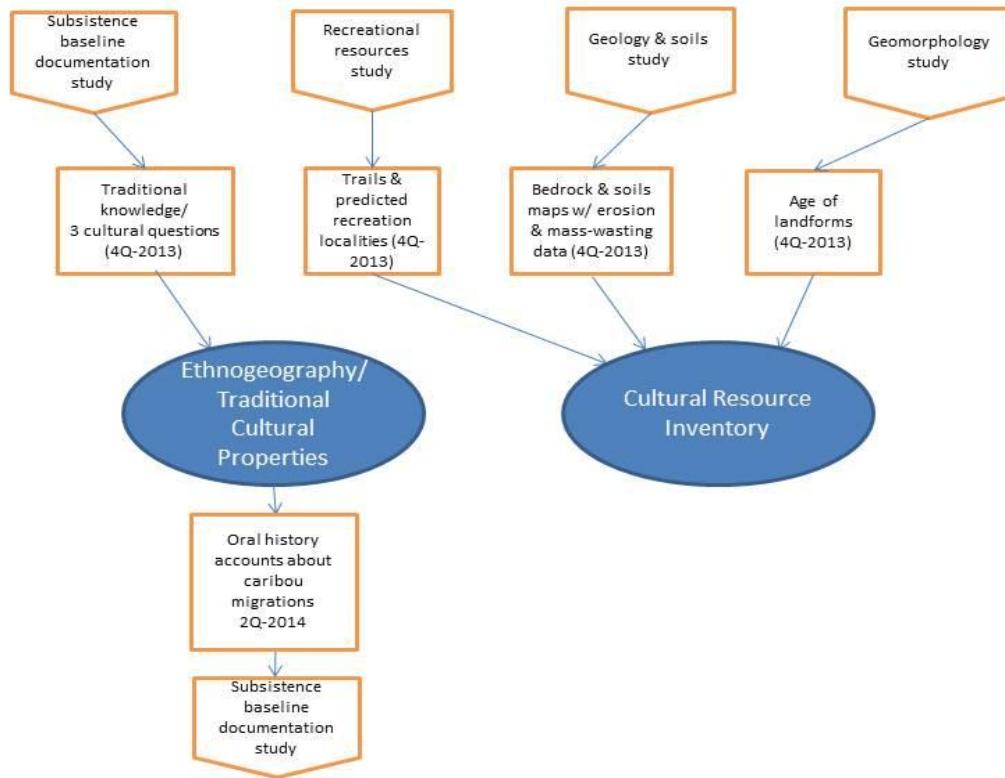 Subsistence
baseline
documentation
study
Recreational
resources
study
Geology & soils
study
Geomorphology
study
Traditional
knowledge/
3 cultural questions
(4Q-2013)
Trails &
predicted
recreation
localities (4Q-
2013)
Bedrock & soils
maps w/ erosion
& mass-wasting
data (4Q-2013)
Age of
landforms
(4Q-2013)
Ethnogeography/
Traditional
Cultural
Properties
Cultural Resource
Inventory
Oral history
accounts about
caribou
migrations
2Q-2014
Subsistence
baseline
documentation
study